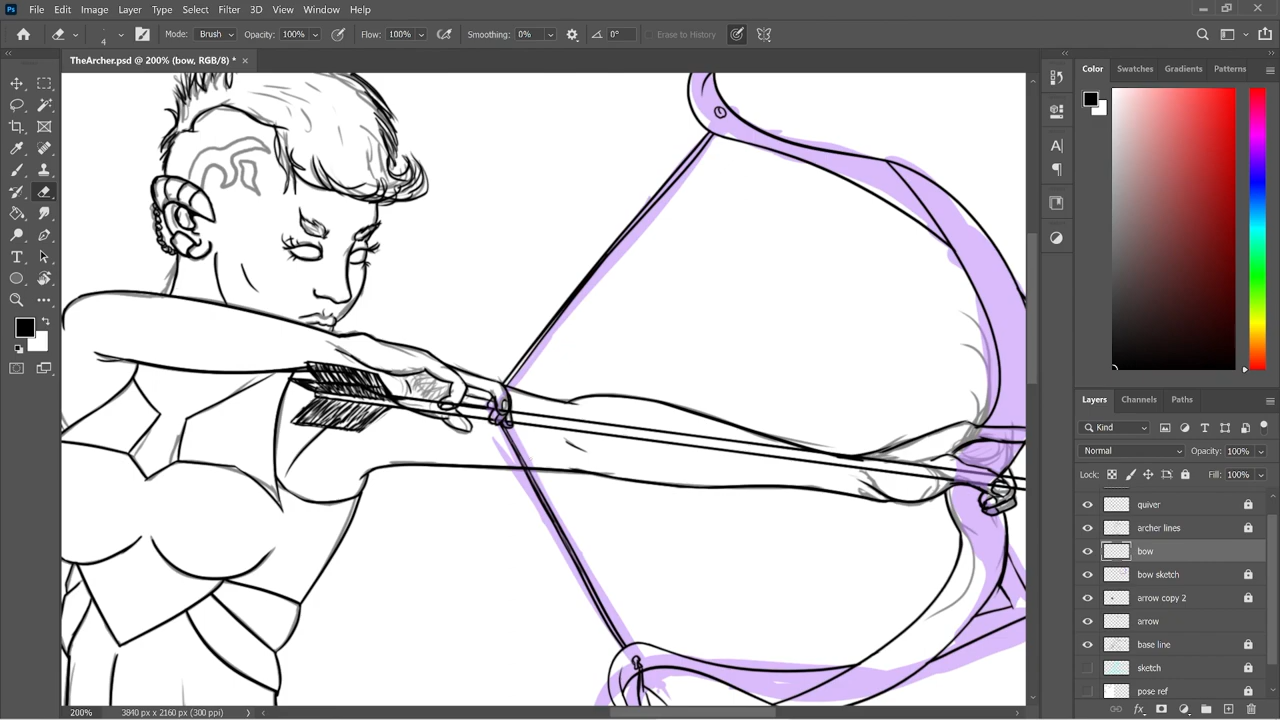 Ps File Edit Image Layer Type Select Filter 3D View Window Help
4 Mode: Brush Opacity: 100% Flow: 100% Smoothing: 0% 0° Erase to History
TheArcher.psd @ 200% (bow, RGB/8) * ×
Color Swatches Gradients Patterns
Layers Channels Paths
Kind
Normal Opacity: 100%
Lock: Fill: 100%
quiver
archer lines
bow
bow sketch
arrow copy 2
arrow
base line
sketch
pose ref
200% 3840 px x 2160 px (300 ppi)